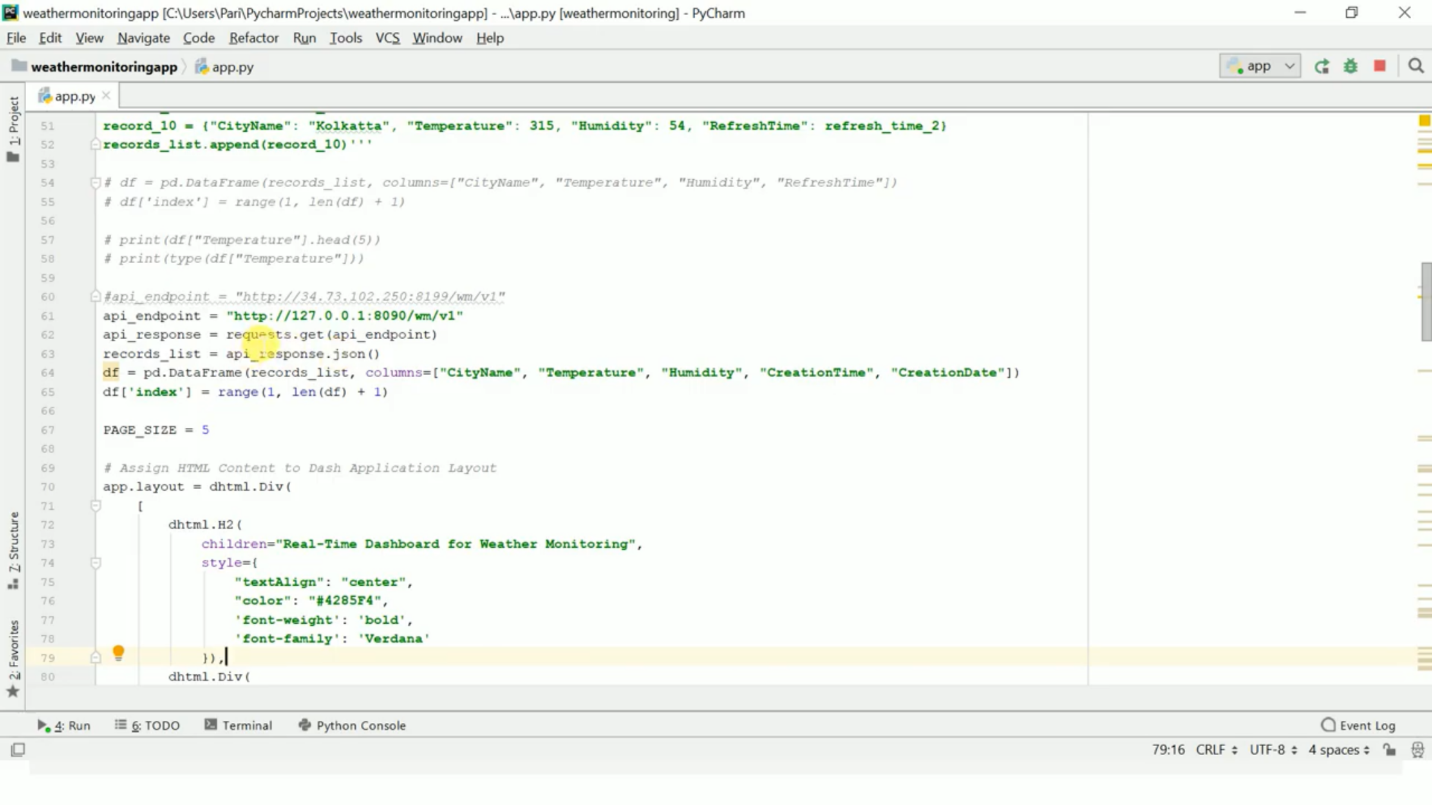 weathermonitoringapp [C:\Users\Pari\PycharmProjects\weathermonitoringapp] - ...\app.py [weathermonitoring] - PyCharm
File Edit View Navigate Code Refactor Run Tools VCS Window Help
weathermonitoringapp app.py app
app.py
1: Project
51 record_10 = {"CityName": "Kolkatta", "Temperature": 315, "Humidity": 54, "RefreshTime": refresh_time_2}
52 records_list.append(record_10)'''
53
54 # df = pd.DataFrame(records_list, columns=["CityName", "Temperature", "Humidity", "RefreshTime"])
55 # df['index'] = range(1, len(df) + 1)
56
57 # print(df["Temperature"].head(5))
58 # print(type(df["Temperature"]))
59
60 #api_endpoint = "http://34.73.102.250:8199/wm/v1"
61 api_endpoint = "http://127.0.0.1:8090/wm/v1"
62 api_response = requests.get(api_endpoint)
63 records_list = api_response.json()
64 df = pd.DataFrame(records_list, columns=["CityName", "Temperature", "Humidity", "CreationTime", "CreationDate"])
65 df['index'] = range(1, len(df) + 1)
66
67 PAGE_SIZE = 5
68
69 # Assign HTML Content to Dash Application Layout
70 app.layout = dhtml.Div(
71 [
72 dhtml.H2(
73 children="Real-Time Dashboard for Weather Monitoring",
74 style={
75 "textAlign": "center",
76 "color": "#4285F4",
77 'font-weight': 'bold',
78 'font-family': 'Verdana'
79 }),
80 dhtml.Div(
7: Structure
2: Favorites
4: Run 6: TODO Terminal Python Console Event Log
79:16 CRLF UTF-8 4 spaces